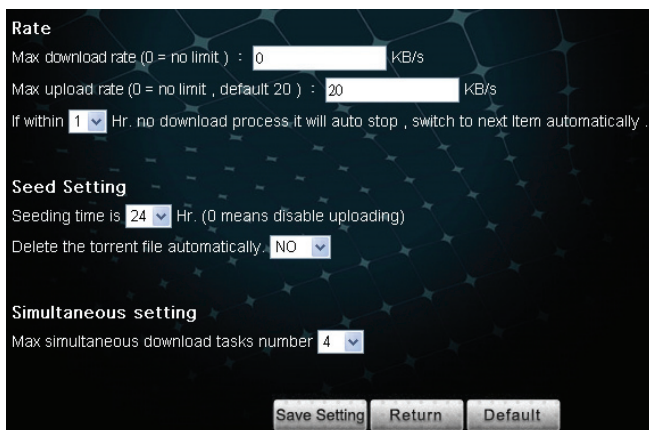 Rate
Max download rate (0 = no limit ) : 0 KB/s
Max upload rate (0 = no limit , default 20 ) : 20 KB/s
If within 1 Hr. no download process it will auto stop , switch to next Item automatically .
Seed Setting
Seeding time is 24 Hr. (0 means disable uploading)
Delete the torrent file automatically. NO
Simultaneous setting
Max simultaneous download tasks number 4
Save Setting Return Default